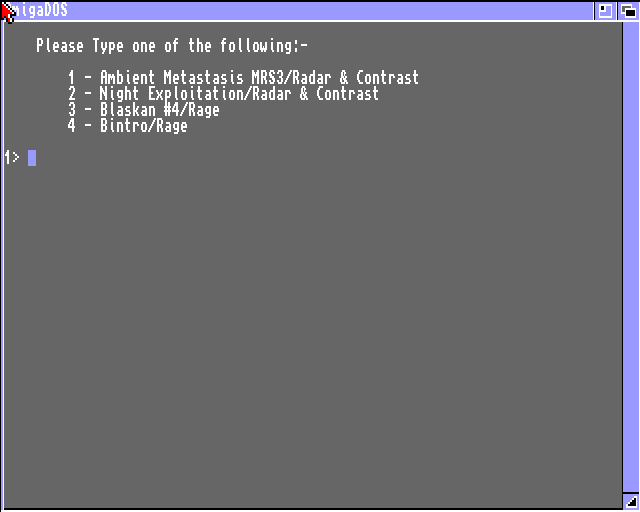 AmigaDOS
Please Type one of the following:-
1 - Ambient Metastasis MRS3/Radar & Contrast
2 - Night Exploitation/Radar & Contrast
3 - Blaskan #4/Rage
4 - Bintro/Rage
1>